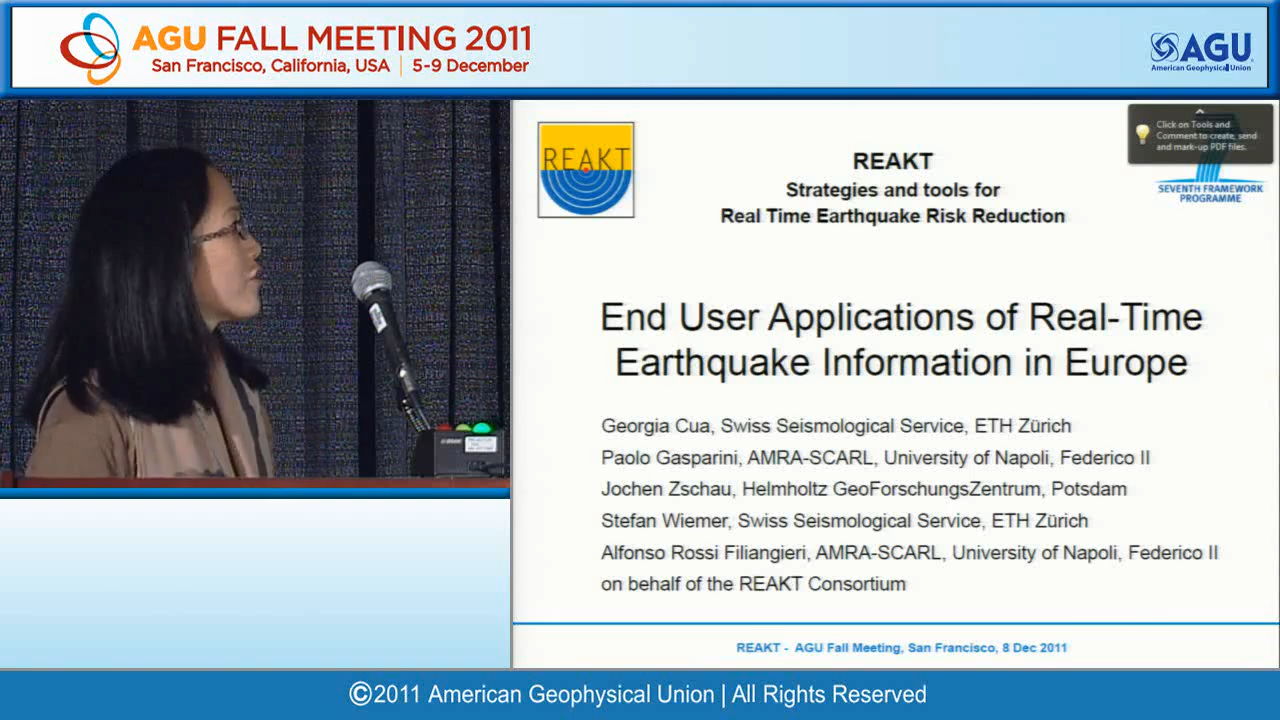 AGU FALL MEETING 2011
San Francisco, California, USA | 5-9 December
AGU
American Geophysical Union
REAKT
REAKT
Strategies and tools for
Real Time Earthquake Risk Reduction
Click on Tools and
Comment to create, send
and mark-up PDF files.
SEVENTH FRAMEWORK
PROGRAMME
End User Applications of Real-Time
Earthquake Information in Europe
Georgia Cua, Swiss Seismological Service, ETH Zürich
Paolo Gasparini, AMRA-SCARL, University of Napoli, Federico II
Jochen Zschau, Helmholtz GeoForschungsZentrum, Potsdam
Stefan Wiemer, Swiss Seismological Service, ETH Zürich
Alfonso Rossi Filiangieri, AMRA-SCARL, University of Napoli, Federico II
on behalf of the REAKT Consortium
REAKT - AGU Fall Meeting, San Francisco, 8 Dec 2011
©2011 American Geophysical Union | All Rights Reserved